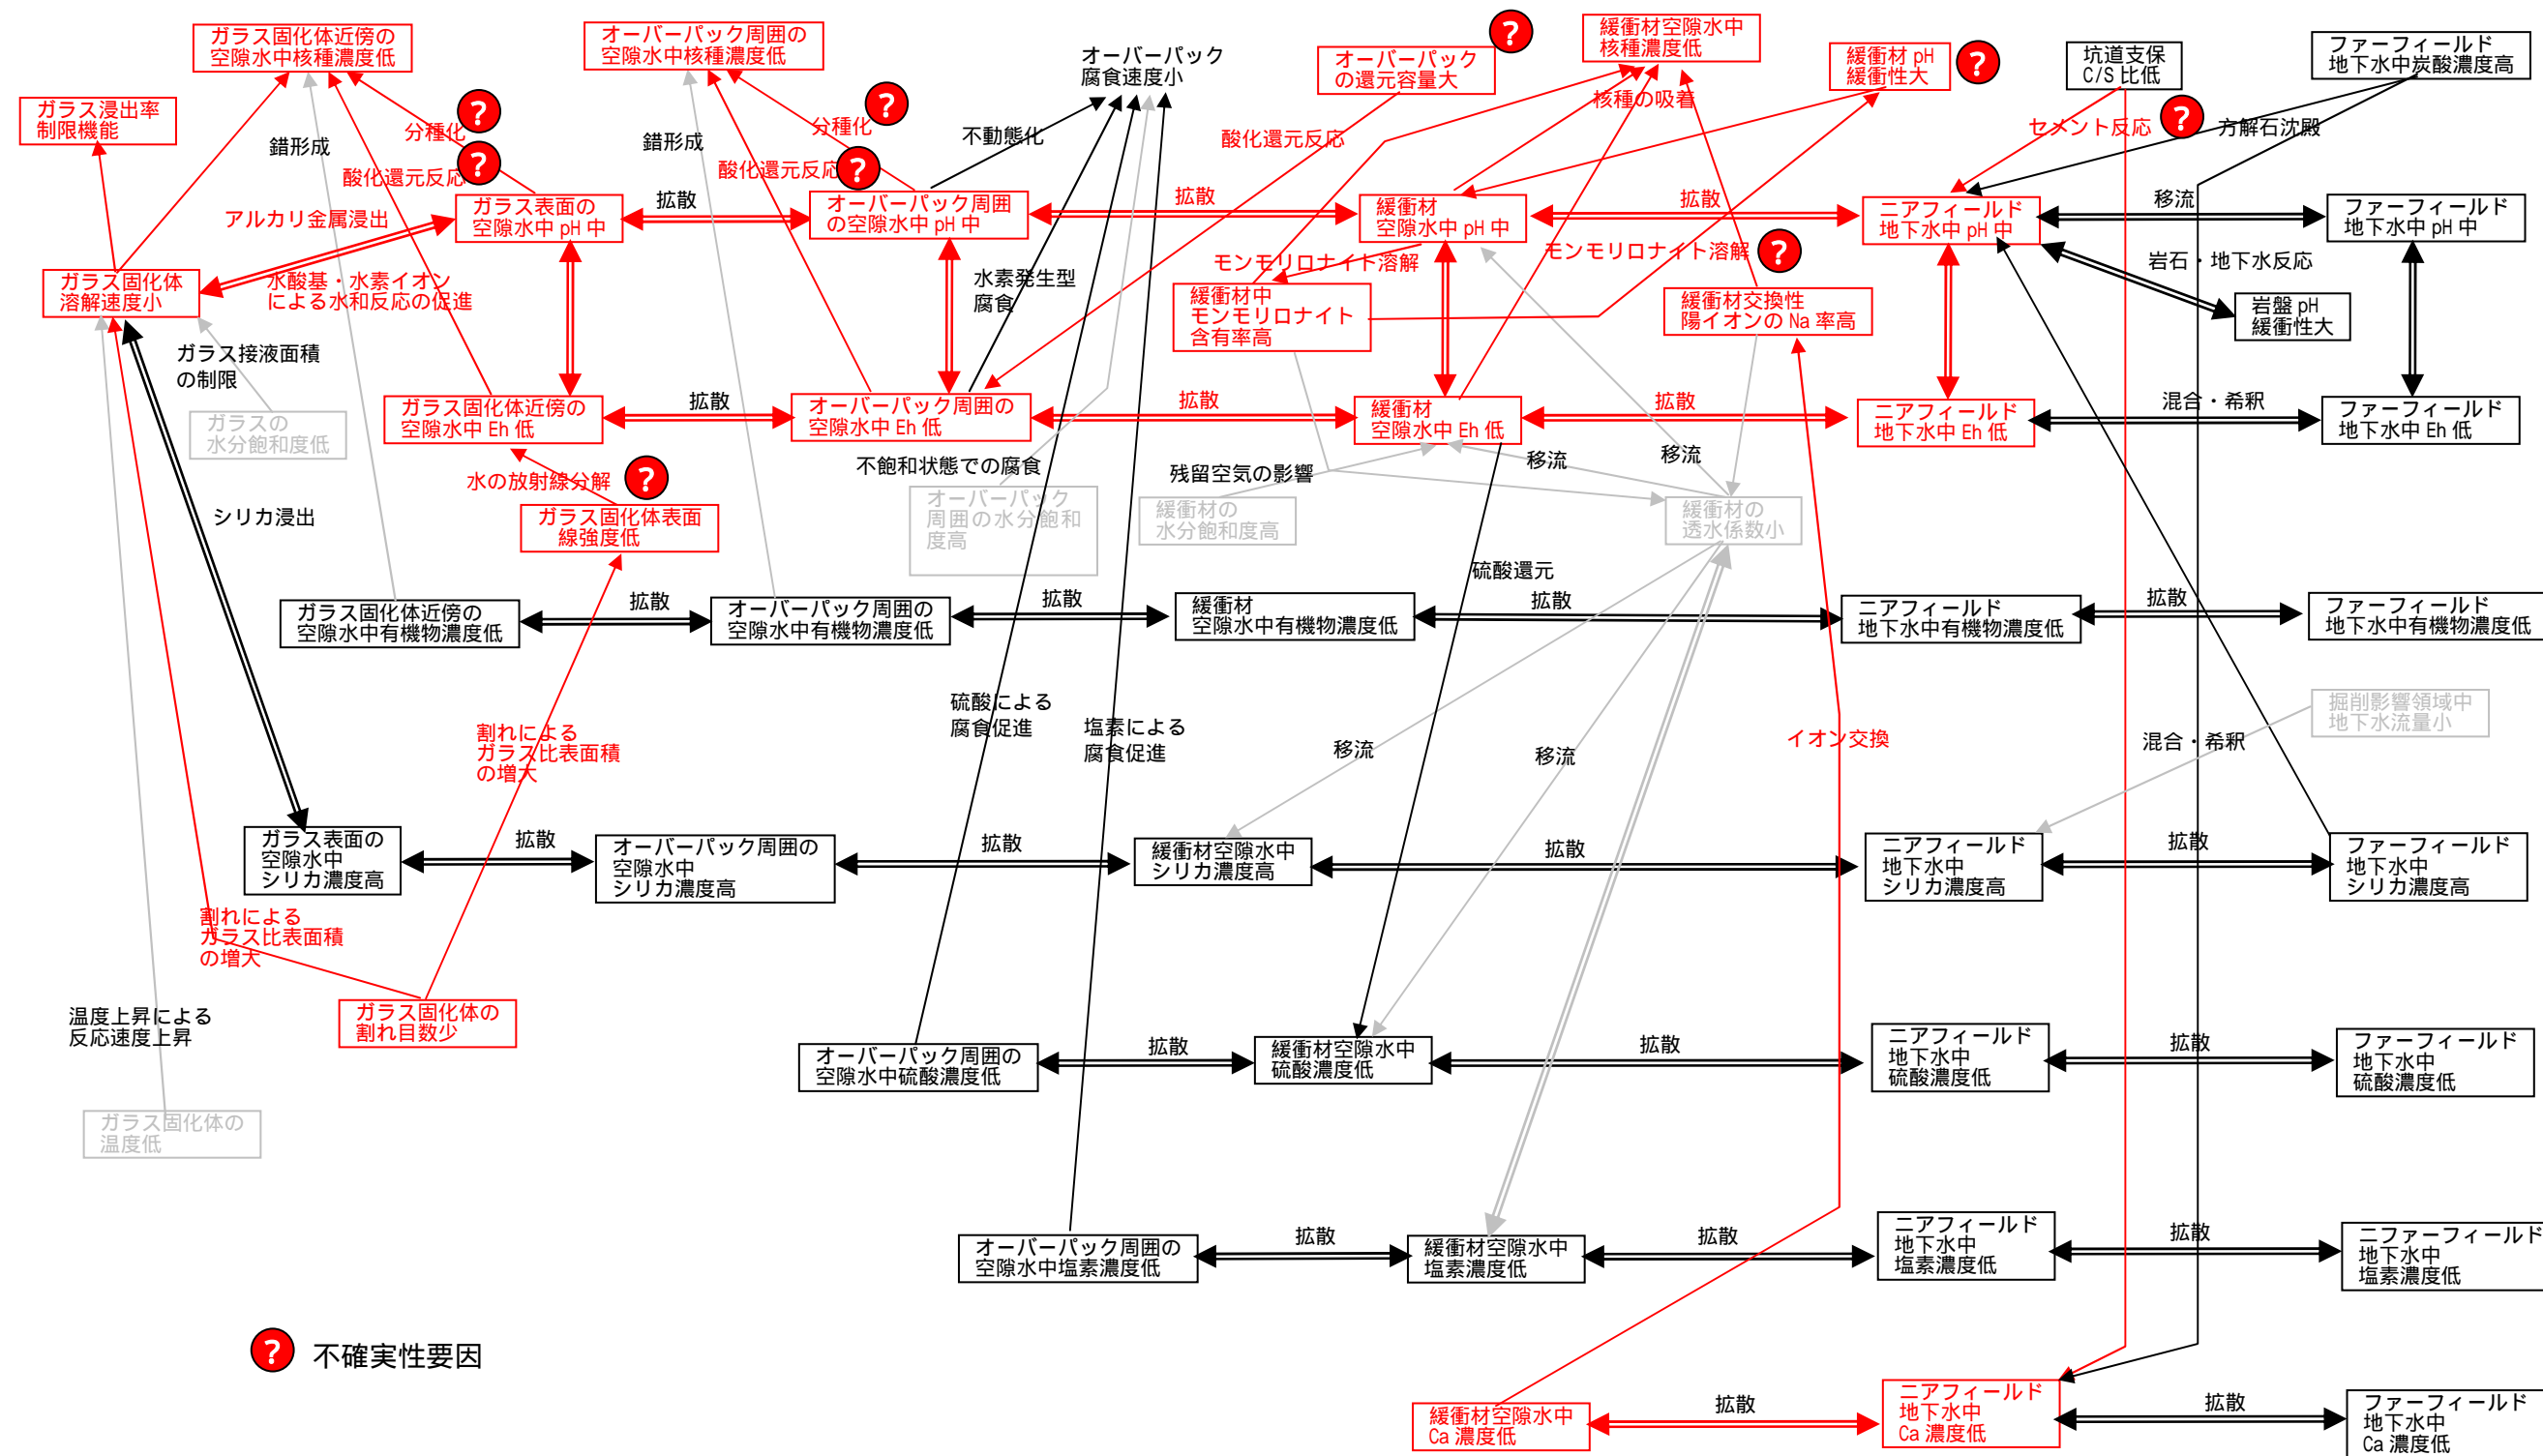 ガラス固化体近傍の
空隙水中核種濃度低
オーバーパック周囲の
空隙水中核種濃度低
オーバーパック
腐食速度小
オーバーパック
の還元容量大
?
緩衝材空隙水中
核種濃度低
緩衝材 pH
緩衝性大
?
坑道支保
C/S 比低
ファーフィールド
地下水中炭酸濃度高
ガラス浸出率
制限機能
錯形成
分種化
?
酸化還元反応
?
錯形成
分種化
?
酸化還元反応
?
不動態化
酸化還元反応
核種の吸着
セメント反応
?
方解石沈殿
アルカリ金属浸出
ガラス表面の
空隙水中 pH 中
拡散
オーバーパック周囲
の空隙水中 pH 中
拡散
緩衝材
空隙水中 pH 中
拡散
ニアフィールド
地下水中 pH 中
移流
ファーフィールド
地下水中 pH 中
ガラス固化体
溶解速度小
水酸基・水素イオン
による水和反応の促進
水素発生型
腐食
モンモリロナイト溶解
緩衝材中
モンモリロナイト
含有率高
モンモリロナイト溶解
?
緩衝材交換性
陽イオンの Na 率高
岩石・地下水反応
岩盤 pH
緩衝性大
ガラス接液面積
の制限
ガラスの
水分飽和度低
ガラス固化体近傍の
空隙水中 Eh 低
拡散
オーバーパック周囲の
空隙水中 Eh 低
拡散
緩衝材
空隙水中 Eh 低
拡散
ニアフィールド
地下水中 Eh 低
混合・希釈
ファーフィールド
地下水中 Eh 低
水の放射線分解
?
ガラス固化体表面
線強度低
不飽和状態での腐食
オーバーパック
周囲の水分飽和
度高
残留空気の影響
緩衝材の
水分飽和度高
移流
移流
緩衝材の
透水係数小
シリカ浸出
硫酸還元
ガラス固化体近傍の
空隙水中有機物濃度低
拡散
オーバーパック周囲の
空隙水中有機物濃度低
拡散
緩衝材
空隙水中有機物濃度低
拡散
ニアフィールド
地下水中有機物濃度低
拡散
ファーフィールド
地下水中有機物濃度低
割れによる
ガラス比表面積
の増大
硫酸による
腐食促進
塩素による
腐食促進
移流
移流
イオン交換
混合・希釈
掘削影響領域中
地下水流量小
ガラス表面の
空隙水中
シリカ濃度高
拡散
オーバーパック周囲の
空隙水中
シリカ濃度高
拡散
緩衝材空隙水中
シリカ濃度高
拡散
ニアフィールド
地下水中
シリカ濃度高
拡散
ファーフィールド
地下水中
シリカ濃度高
割れによる
ガラス比表面積
の増大
温度上昇による
反応速度上昇
ガラス固化体の
割れ目数少
オーバーパック周囲の
空隙水中硫酸濃度低
拡散
緩衝材空隙水中
硫酸濃度低
拡散
ニアフィールド
地下水中
硫酸濃度低
拡散
ファーフィールド
地下水中
硫酸濃度低
ガラス固化体の
温度低
オーバーパック周囲の
空隙水中塩素濃度低
拡散
緩衝材空隙水中
塩素濃度低
拡散
ニアフィールド
地下水中
塩素濃度低
拡散
ニファーフィールド
地下水中
塩素濃度低
?
不確実性要因
緩衝材空隙水中
Ca 濃度低
拡散
ニアフィールド
地下水中
Ca 濃度低
拡散
ファーフィールド
地下水中
Ca 濃度低